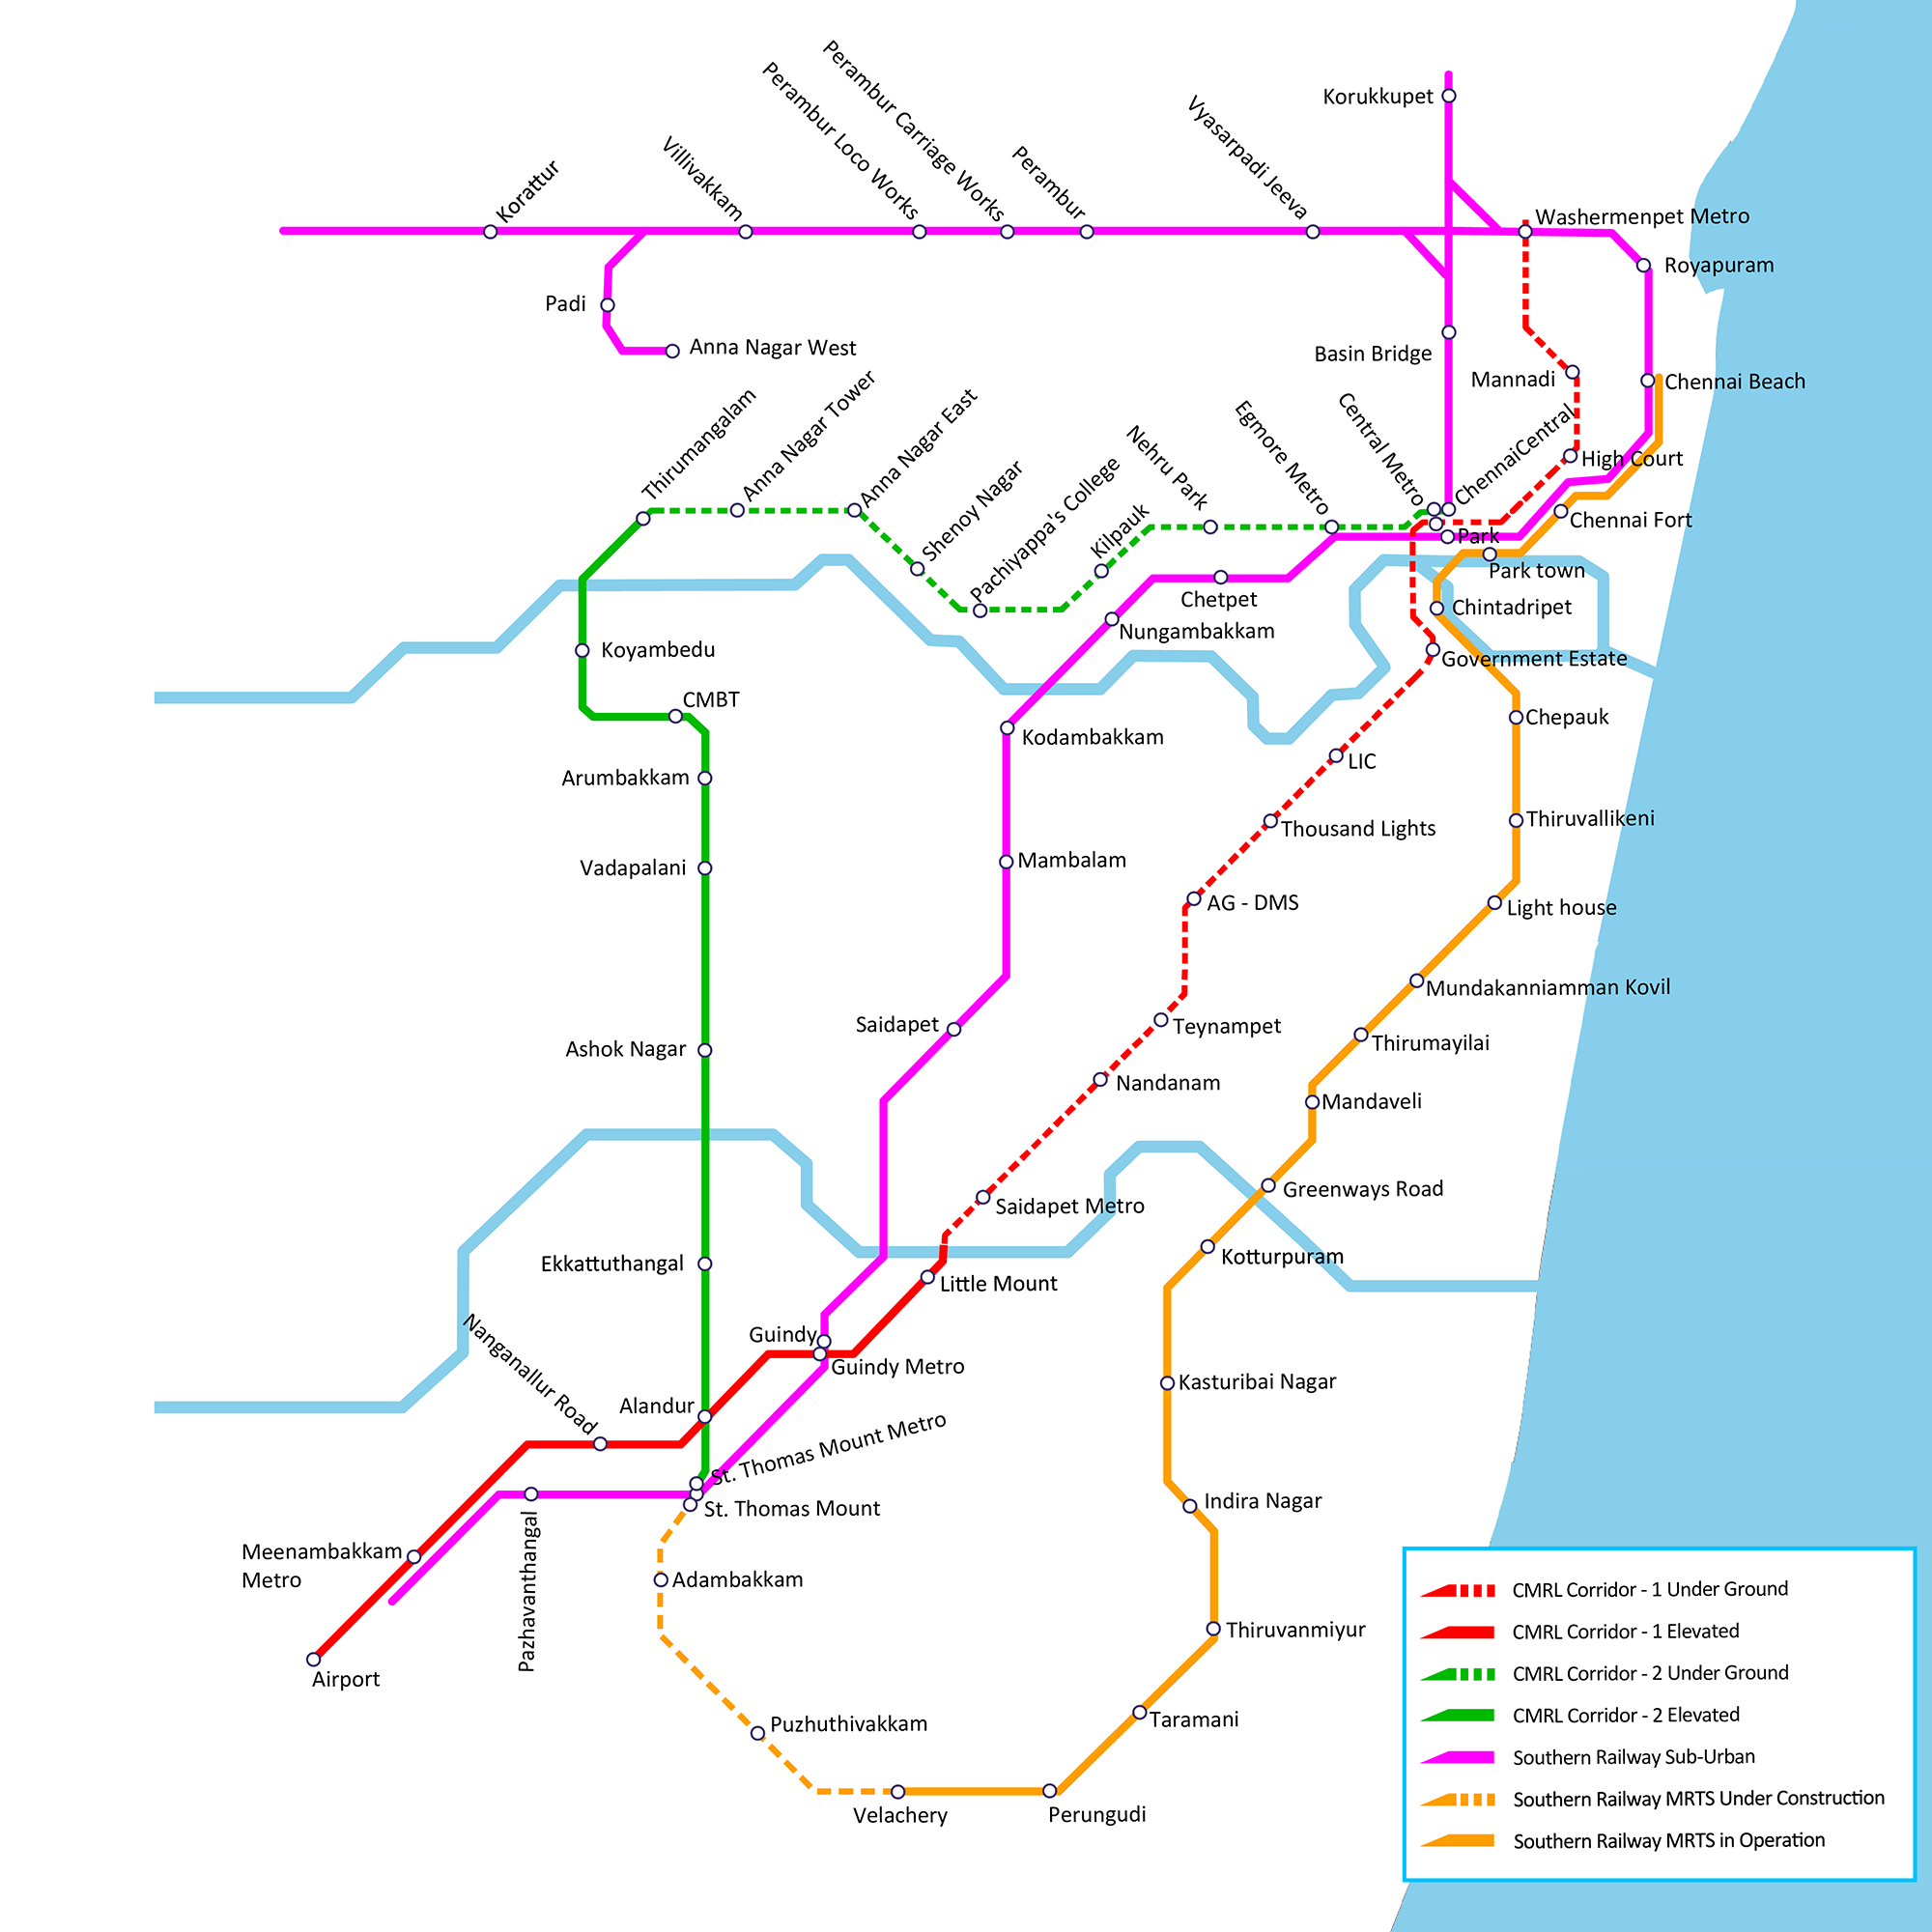 Korukkupet
Korattur
Villivakkam
Perambur Loco Works
Perambur Carriage Works
Perambur
Vyasarpadi Jeeva
Washermenpet Metro
Royapuram
Padi
Anna Nagar West
Basin Bridge
Mannadi
Chennai Beach
Thirumangalam
Anna Nagar Tower
Anna Nagar East
Shenoy Nagar
Pachiyappa's College
Kilpauk
Nehru Park
Egmore Metro
Central Metro
ChennaiCentral
High Court
Chennai Fort
Park
Park town
Chetpet
Chintadripet
Nungambakkam
Koyambedu
Government Estate
CMBT
Chepauk
Kodambakkam
LIC
Arumbakkam
Thiruvallikeni
Thousand Lights
Vadapalani
Mambalam
AG - DMS
Light house
Mundakanniamman Kovil
Saidapet
Teynampet
Thirumayilai
Ashok Nagar
Nandanam
Mandaveli
Greenways Road
Saidapet Metro
Kotturpuram
Ekkattuthangal
Little Mount
Guindy
Guindy Metro
Nanganallur Road
Kasturibai Nagar
Alandur
St. Thomas Mount Metro
St. Thomas Mount
Indira Nagar
Meenambakkam
Metro
Pazhavanthangal
Adambakkam
Thiruvanmiyur
Airport
Puzhuthivakkam
Taramani
Velachery
Perungudi
CMRL Corridor - 1 Under Ground
CMRL Corridor - 1 Elevated
CMRL Corridor - 2 Under Ground
CMRL Corridor - 2 Elevated
Southern Railway Sub-Urban
Southern Railway MRTS Under Construction
Southern Railway MRTS in Operation